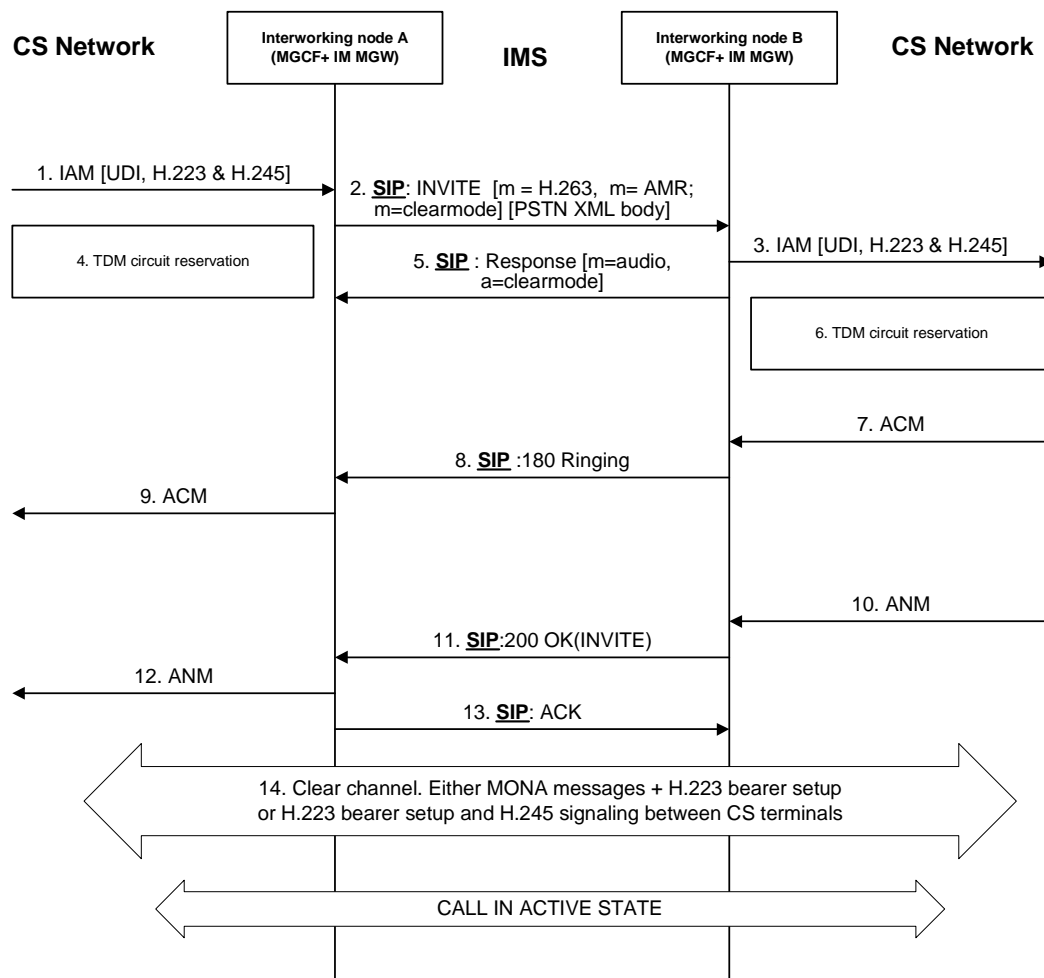 CS Network
Interworking node A
(MGCF+ IM MGW)
IMS
Interworking node B
(MGCF+ IM MGW)
CS Network
1. IAM [UDI, H.223 & H.245]
2. SIP: INVITE [m = H.263, m= AMR;
m=clearmode] [PSTN XML body]
3. IAM [UDI, H.223 & H.245]
4. TDM circuit reservation
5. SIP : Response [m=audio,
a=clearmode]
6. TDM circuit reservation
7. ACM
8. SIP :180 Ringing
9. ACM
10. ANM
11. SIP:200 OK(INVITE)
12. ANM
13. SIP: ACK
14. Clear channel. Either MONA messages + H.223 bearer setup
or H.223 bearer setup and H.245 signaling between CS terminals
CALL IN ACTIVE STATE